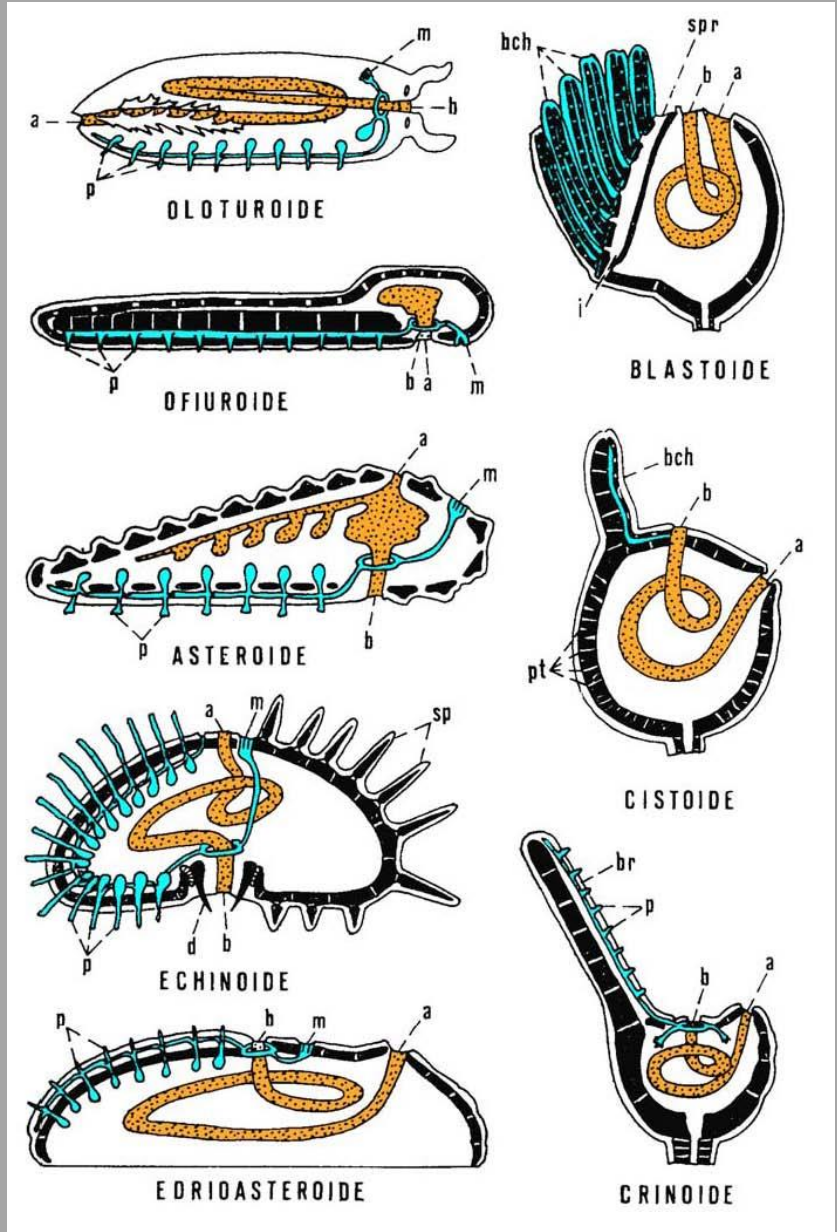 m
a
b
p
OLOTUROIDE
p
b a
m
OFIUROIDE
a
m
p
b
ASTEROIDE
a
m
sp
p
d
b
ECHINOIDE
p
b
m
a
EDRIOASTEROIDE
bch
spr
b
a
i
BLASTOIDE
bch
b
a
pt
CISTOIDE
br
p
b
a
CRINOIDE